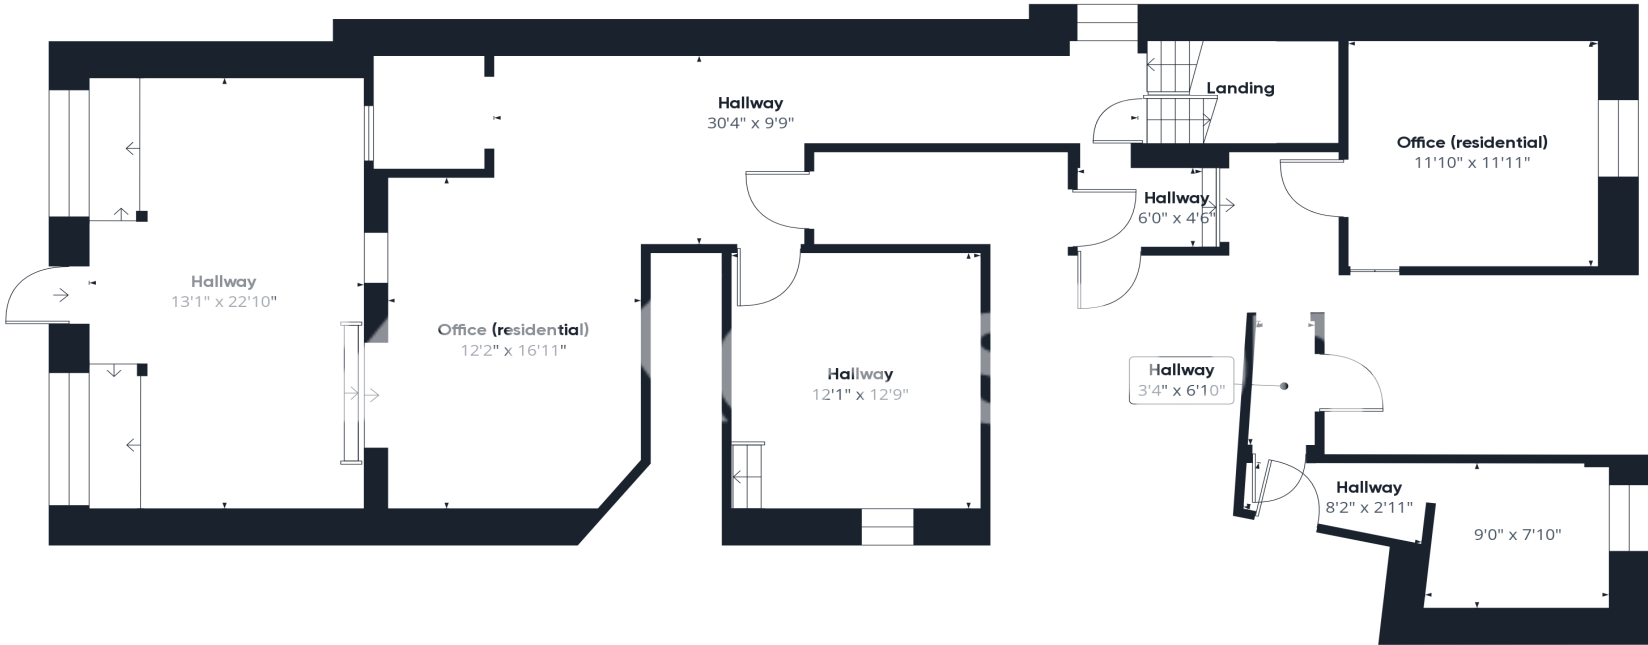 Hallway
30'4" x 9'9"
Landing
Office (residential)
11'10" x 11'11"
Hallway
6'0" x 4'6"
Hallway
13'1" x 22'10"
Office (residential)
12'2" x 16'11"
Hallway
12'1" x 12'9"
Hallway
3'4" x 6'10"
Hallway
8'2" x 2'11"
9'0" x 7'10"